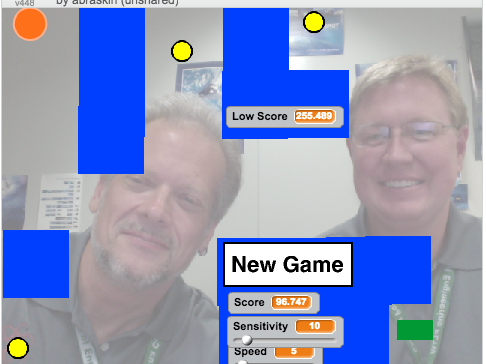 v448
by abraskin (unshared)
Low Score 255.489
New Game
Score 96.747
Sensitivity 10
Speed 5